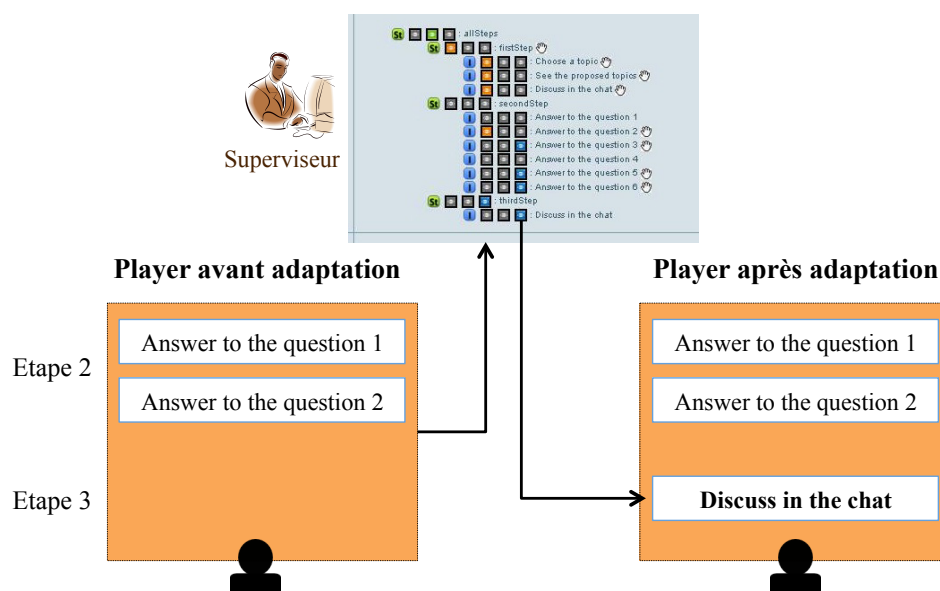 St : allSteps
St : fistStep
I : Choose a topic
I : See the proposed topics
I : Discuss in the chat
St : secondStep
I : Answer to the question 1
I : Answer to the question 2
I : Answer to the question 3
I : Answer to the question 4
I : Answer to the question 5
I : Answer to the question 6
St : thirdStep
I : Discuss in the chat
Superviseur
Player avant adaptation
Player après adaptation
Etape 2
Answer to the question 1
Answer to the question 2
Etape 3
Answer to the question 1
Answer to the question 2
Discuss in the chat